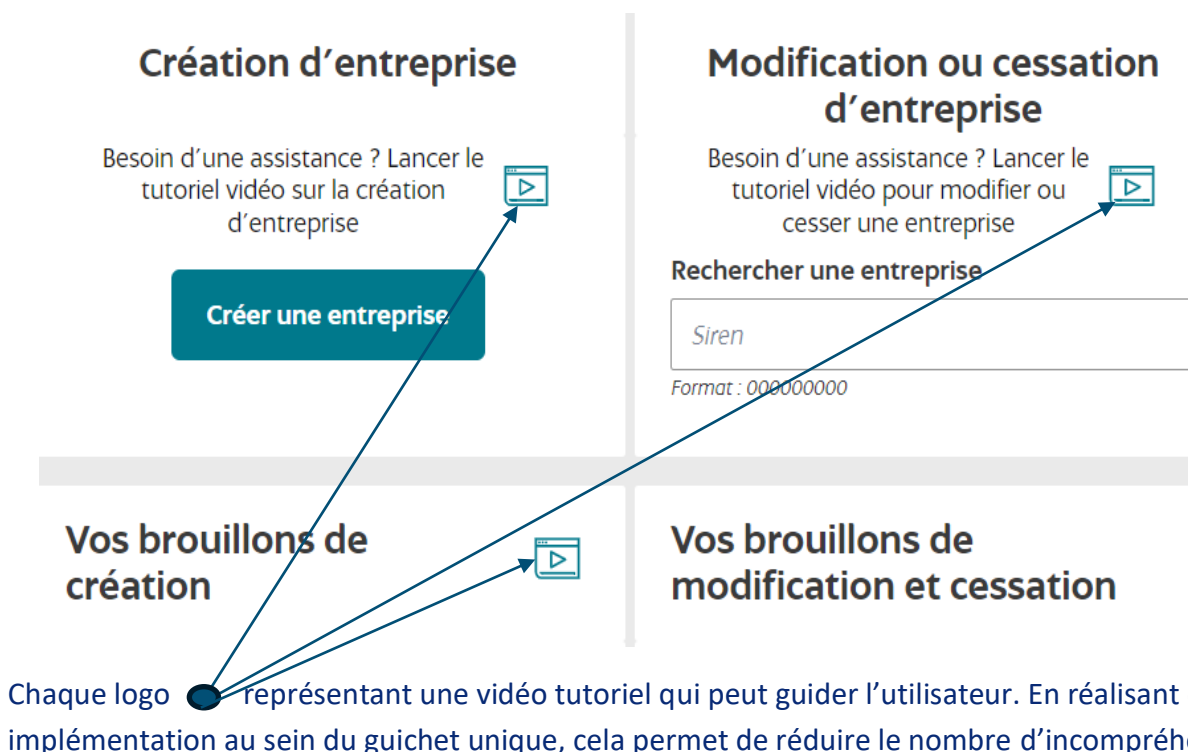 Création d’entreprise
Besoin d’une assistance ? Lancer le
tutoriel vidéo sur la création
d’entreprise
Créer une entreprise
Modification ou cessation
d’entreprise
Besoin d’une assistance ? Lancer le
tutoriel vidéo pour modifier ou
cesser une entreprise
Rechercher une entreprise
Siren
Format : 000000000
Vos brouillons de
création
Vos brouillons de
modification et cessation
Chaque logo représentant une vidéo tutoriel qui peut guider l’utilisateur. En réalisant
implémentation au sein du guichet unique, cela permet de réduire le nombre